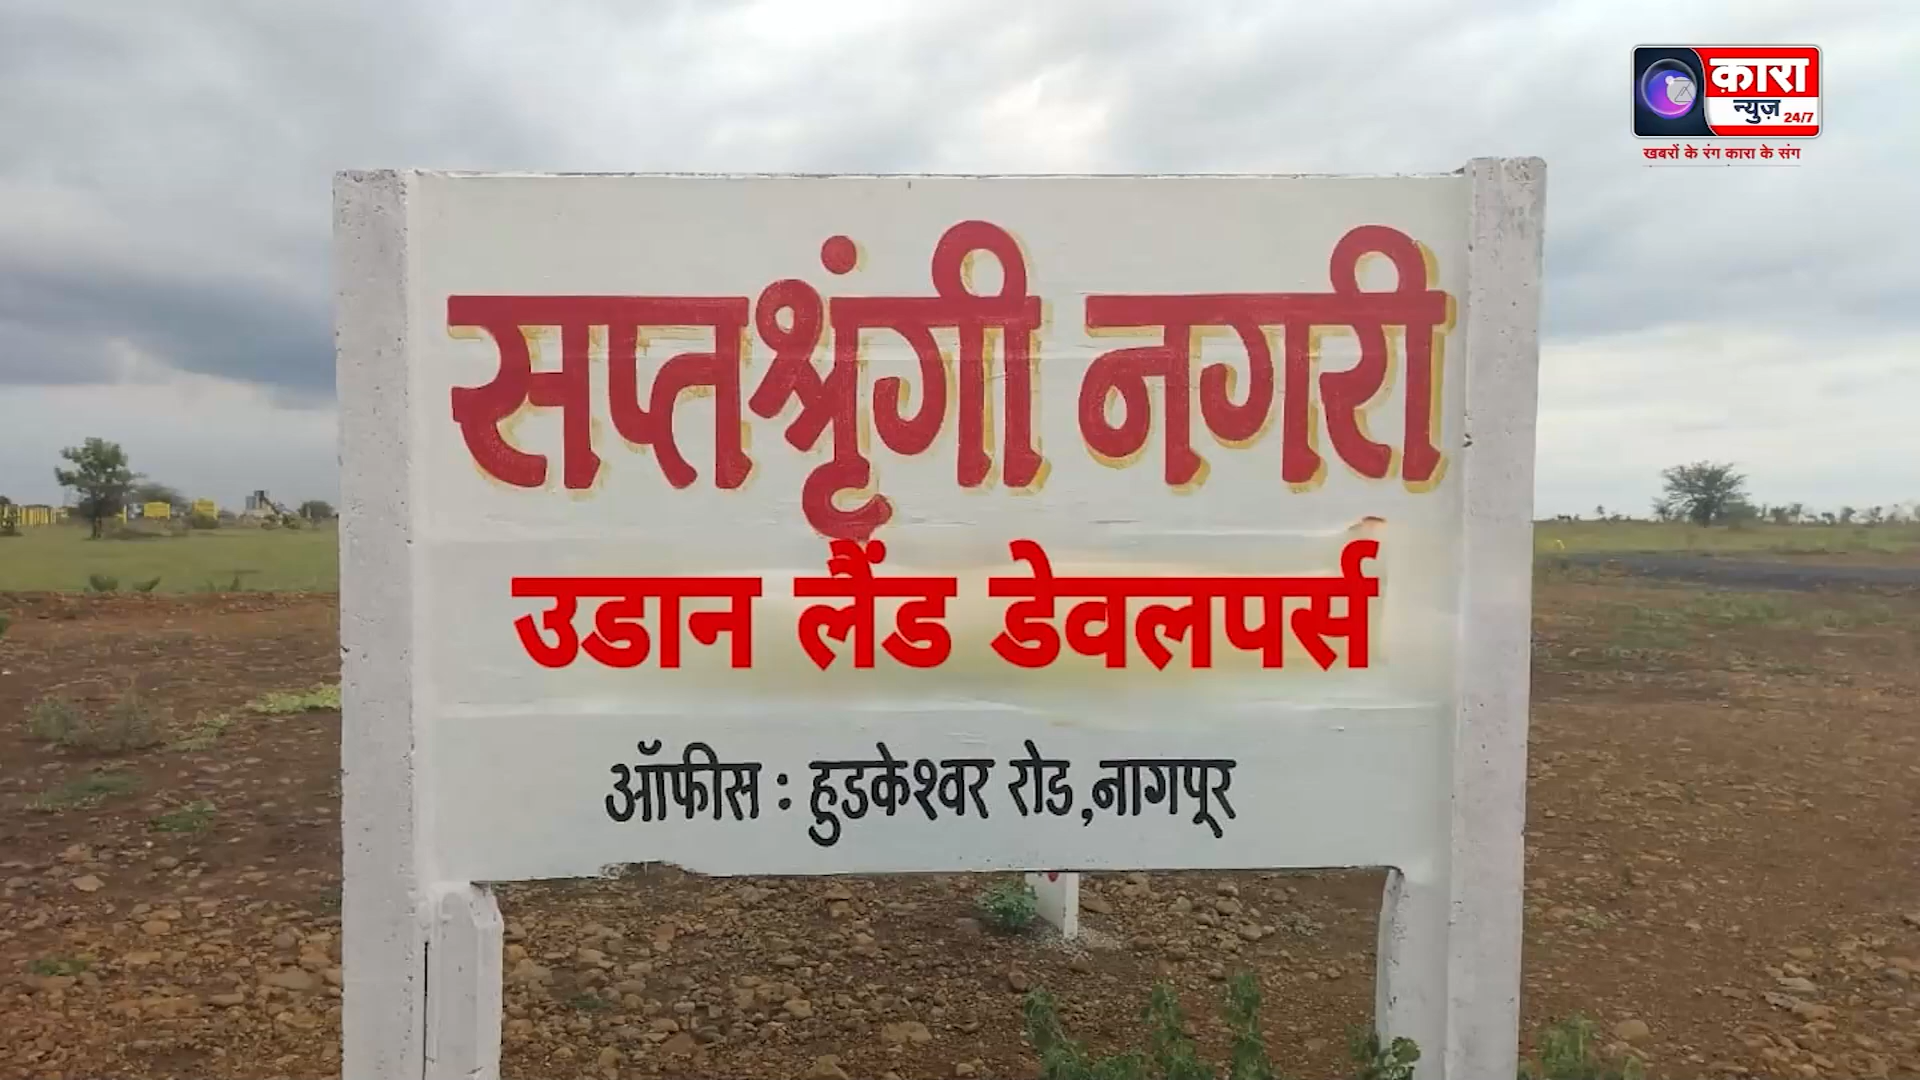 क़ारा
न्युज़ 24/7
खबरों के रंग कारा के संग
सप्तश्रृंगी नगरी
उडान लैंड डेवलपर्स
ऑफीस : हुडकेश्वर रोड,नागपूर